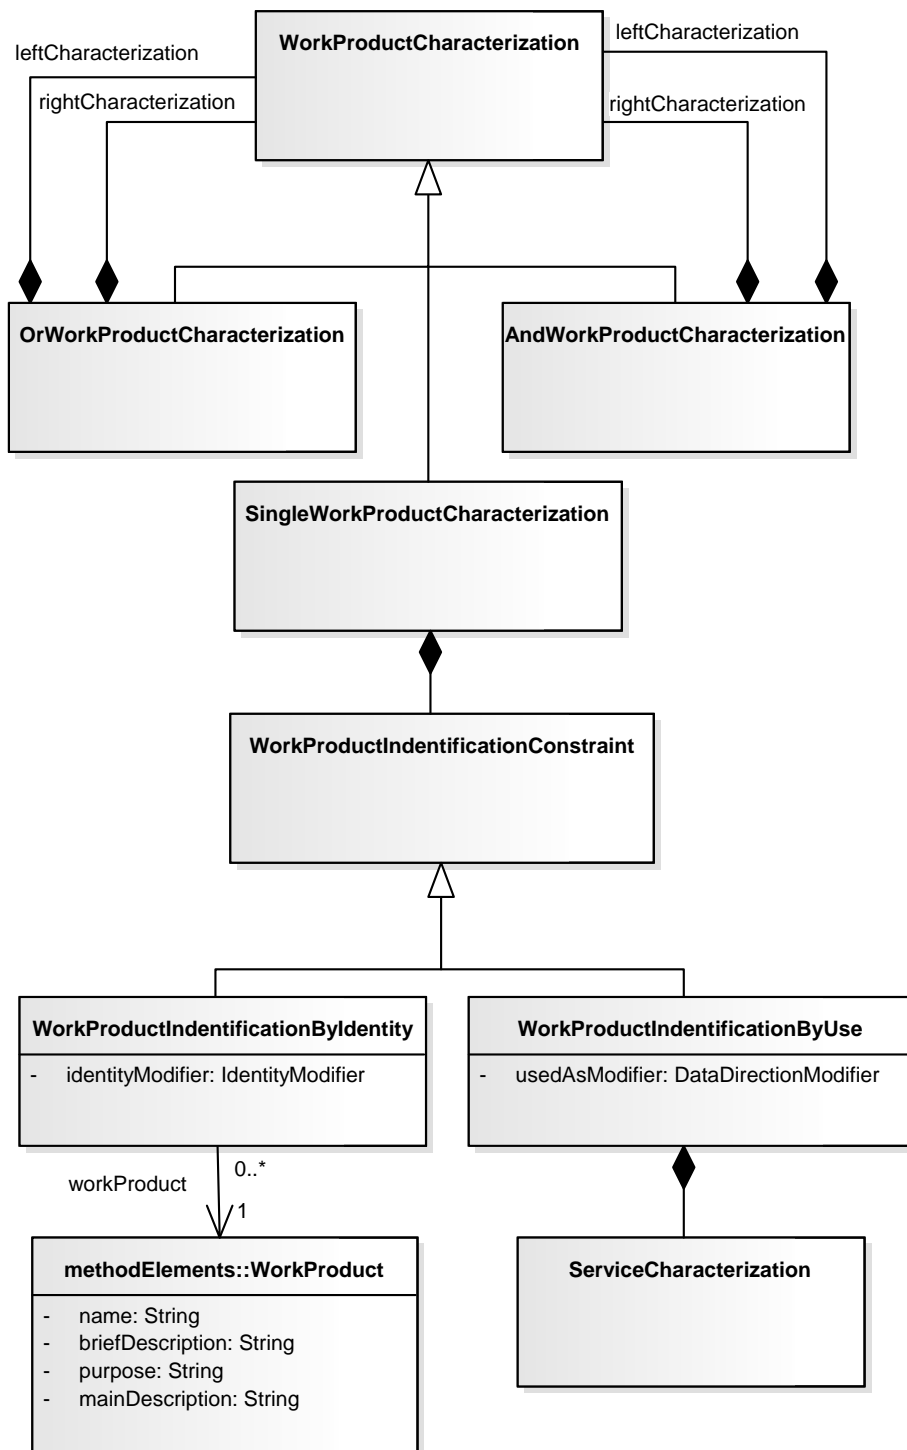 WorkProductCharacterization
leftCharacterization
leftCharacterization
rightCharacterization
rightCharacterization
OrWorkProductCharacterization
AndWorkProductCharacterization
SingleWorkProductCharacterization
WorkProductIndentificationConstraint
WorkProductIndentificationByIdentity
- identityModifier: IdentityModifier
WorkProductIndentificationByUse
- usedAsModifier: DataDirectionModifier
workProduct
0..*
1
methodElements::WorkProduct
- name: String
- briefDescription: String
- purpose: String
- mainDescription: String
ServiceCharacterization